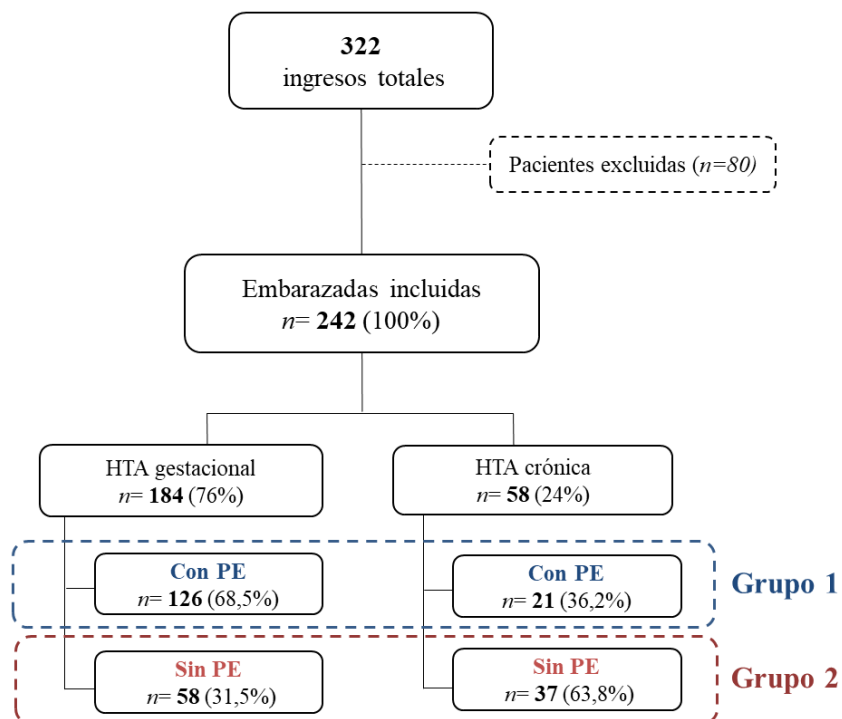 322
ingresos totales
Pacientes excluidas (n=80)
Embarazadas incluidas
n= 242 (100%)
HTA gestacional
n= 184 (76%)
HTA crónica
n= 58 (24%)
Con PE
n= 126 (68,5%)
Con PE
n= 21 (36,2%)
Grupo 1
Sin PE
n= 58 (31,5%)
Sin PE
n= 37 (63,8%)
Grupo 2